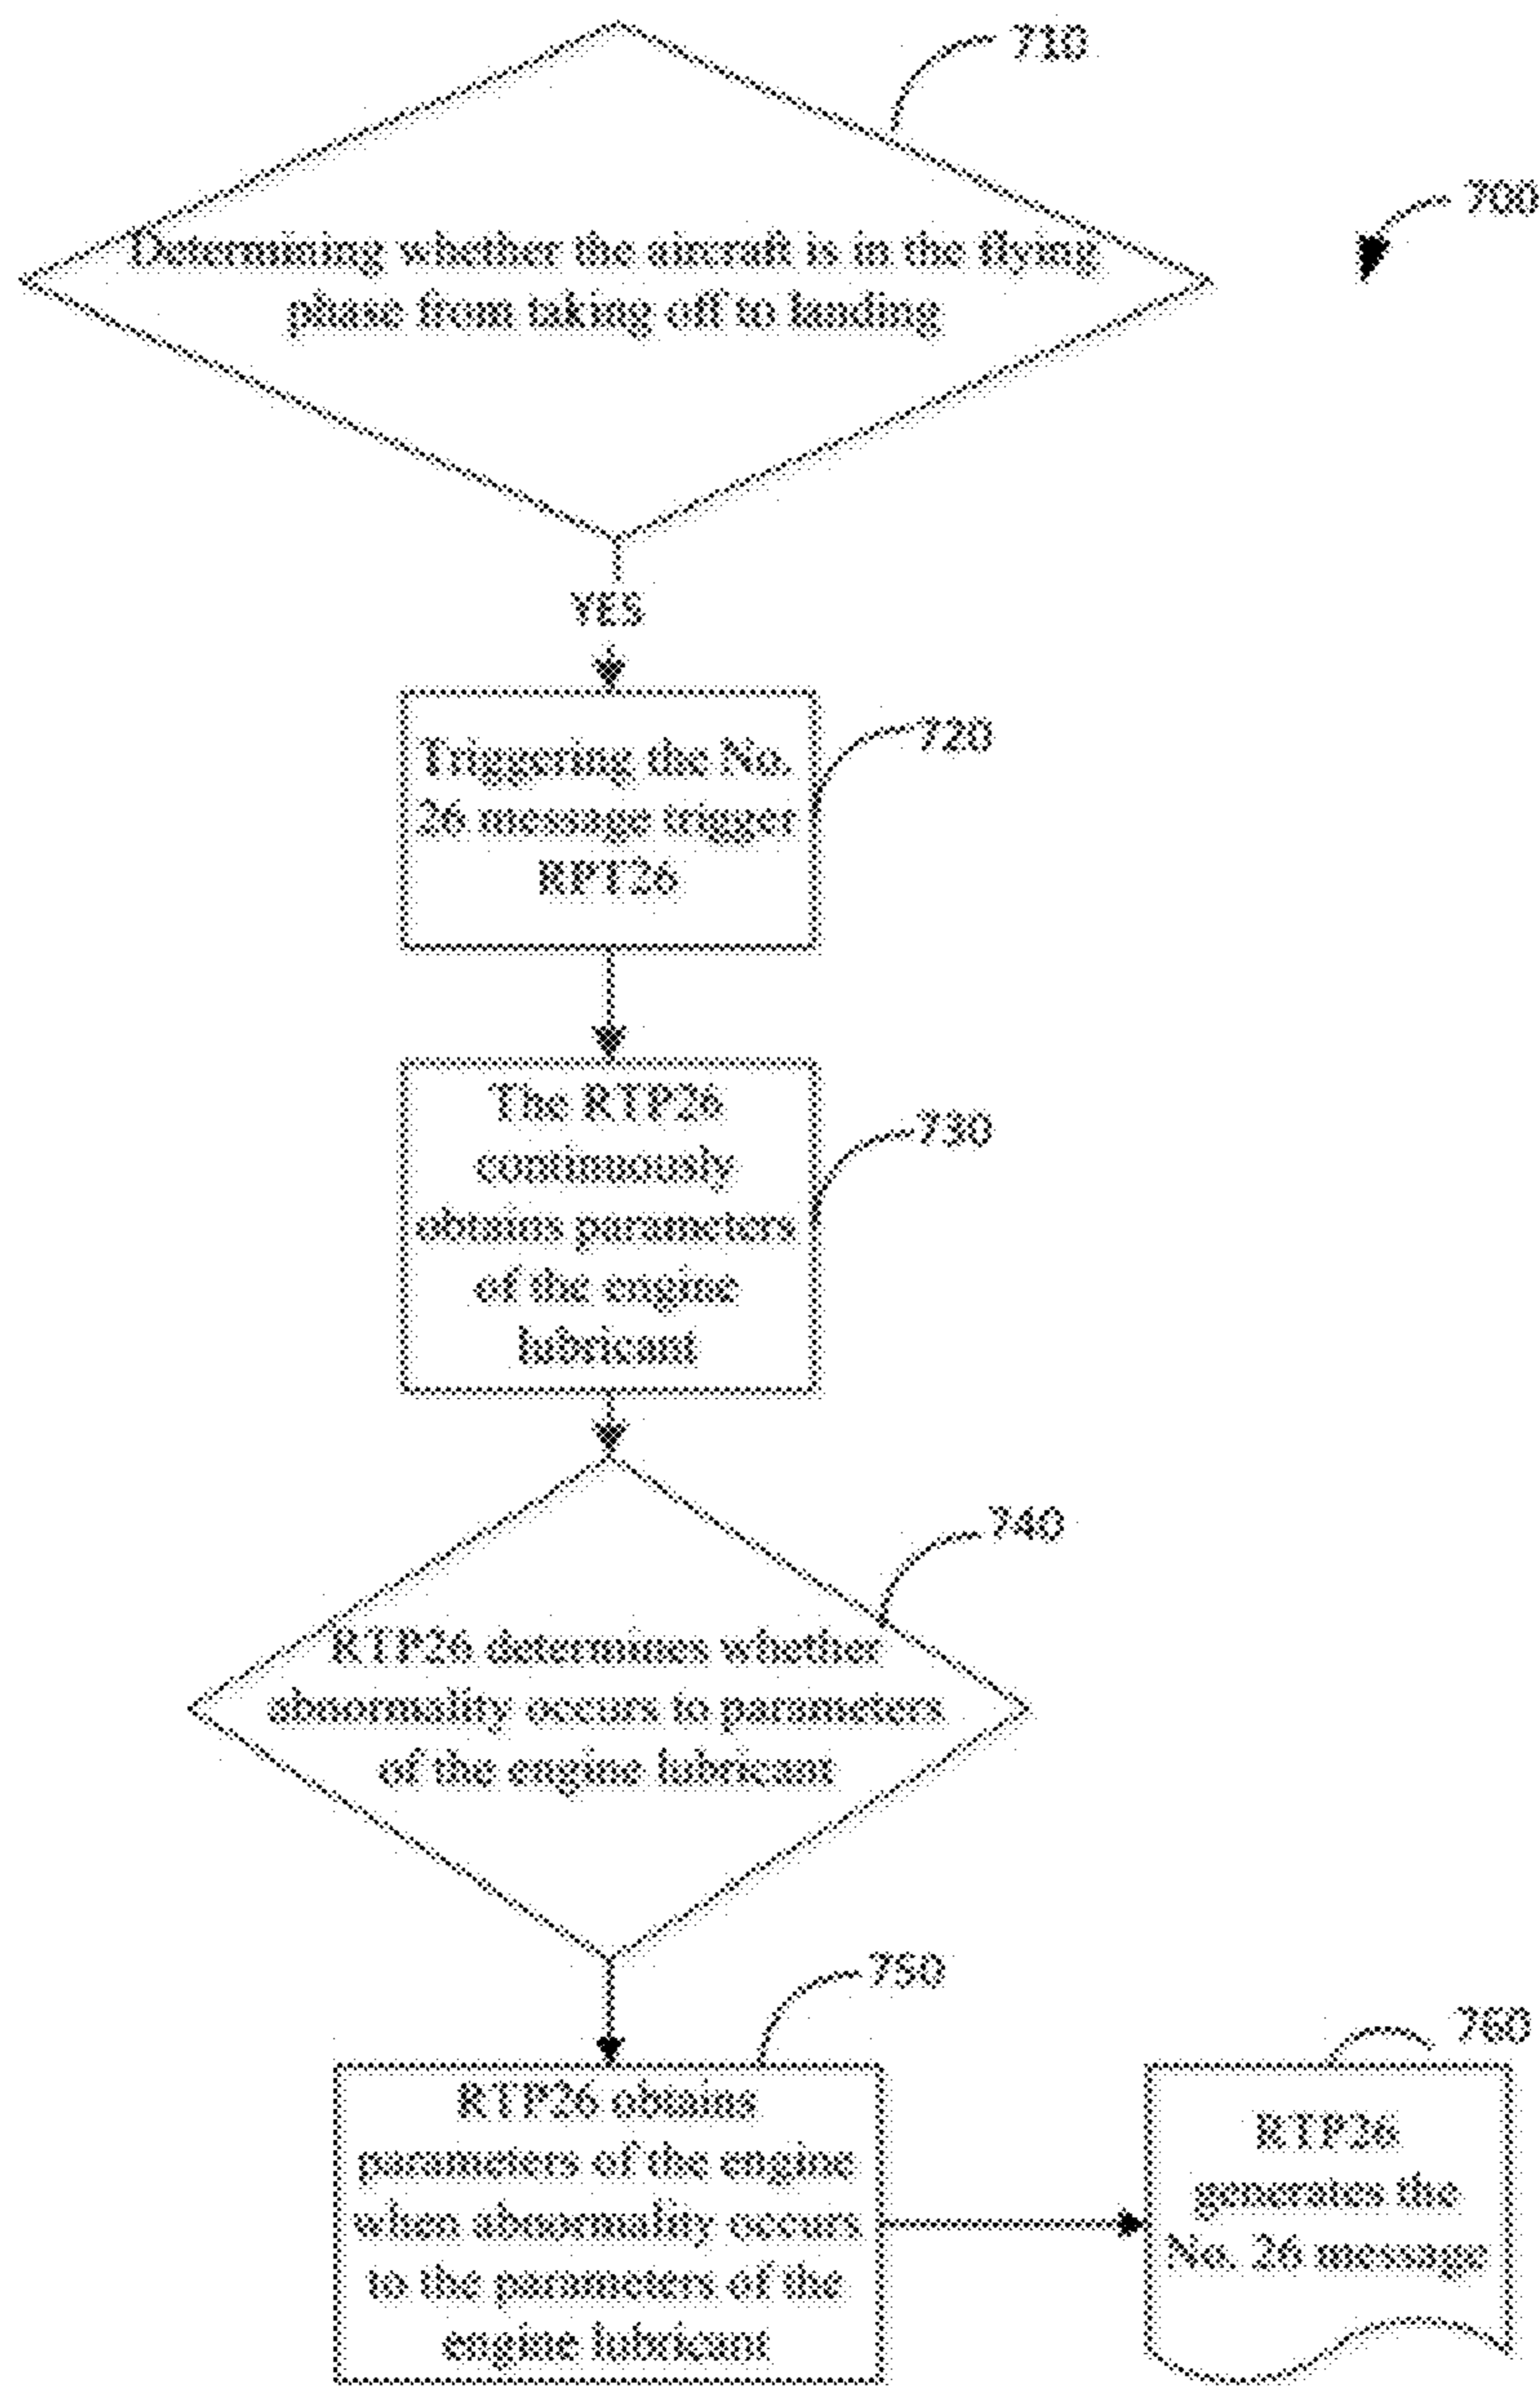 710
700
Determining whether the aircraft is in the flying
phase from taking off to landing
YES
720
Triggering the No.
26 message trigger
RPT26
730
The RTP26
continuously
obtains parameters
of the engine
lubricant
740
RTP26 determines whether
abnormality occurs to parameters
of the engine lubricant
750
760
RTP26 obtains
parameters of the engine
when abnormality occurs
to the parameters of the
engine lubricant
RTP26
generates the
No. 26 message